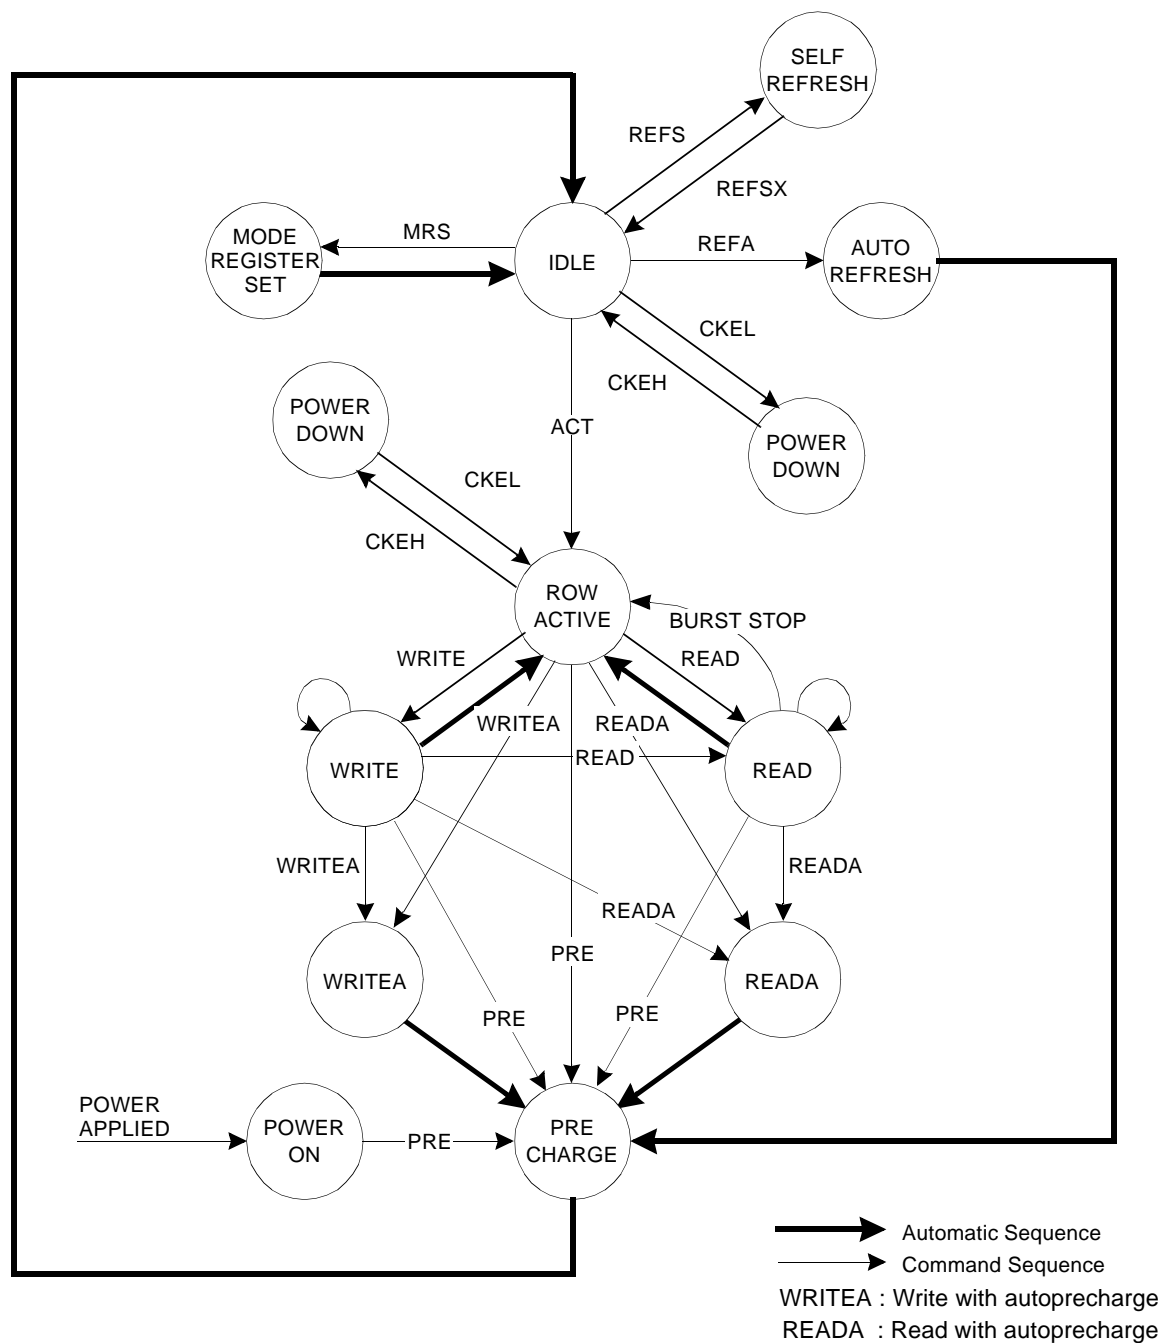 SELF
REFRESH
REFS
REFSX
MODE
REGISTER
SET
MRS
IDLE
REFA
AUTO
REFRESH
CKEL
CKEH
POWER
DOWN
ACT
POWER
DOWN
CKEL
CKEH
ROW
ACTIVE
BURST STOP
WRITE
READ
WRITEA
READA
WRITE
READ
READ
WRITEA
READA
READA
PRE
WRITEA
READA
PRE
PRE
POWER
APPLIED
POWER
ON
PRE
PRE
CHARGE
Automatic Sequence
Command Sequence
WRITEA : Write with autoprecharge
READA : Read with autoprecharge